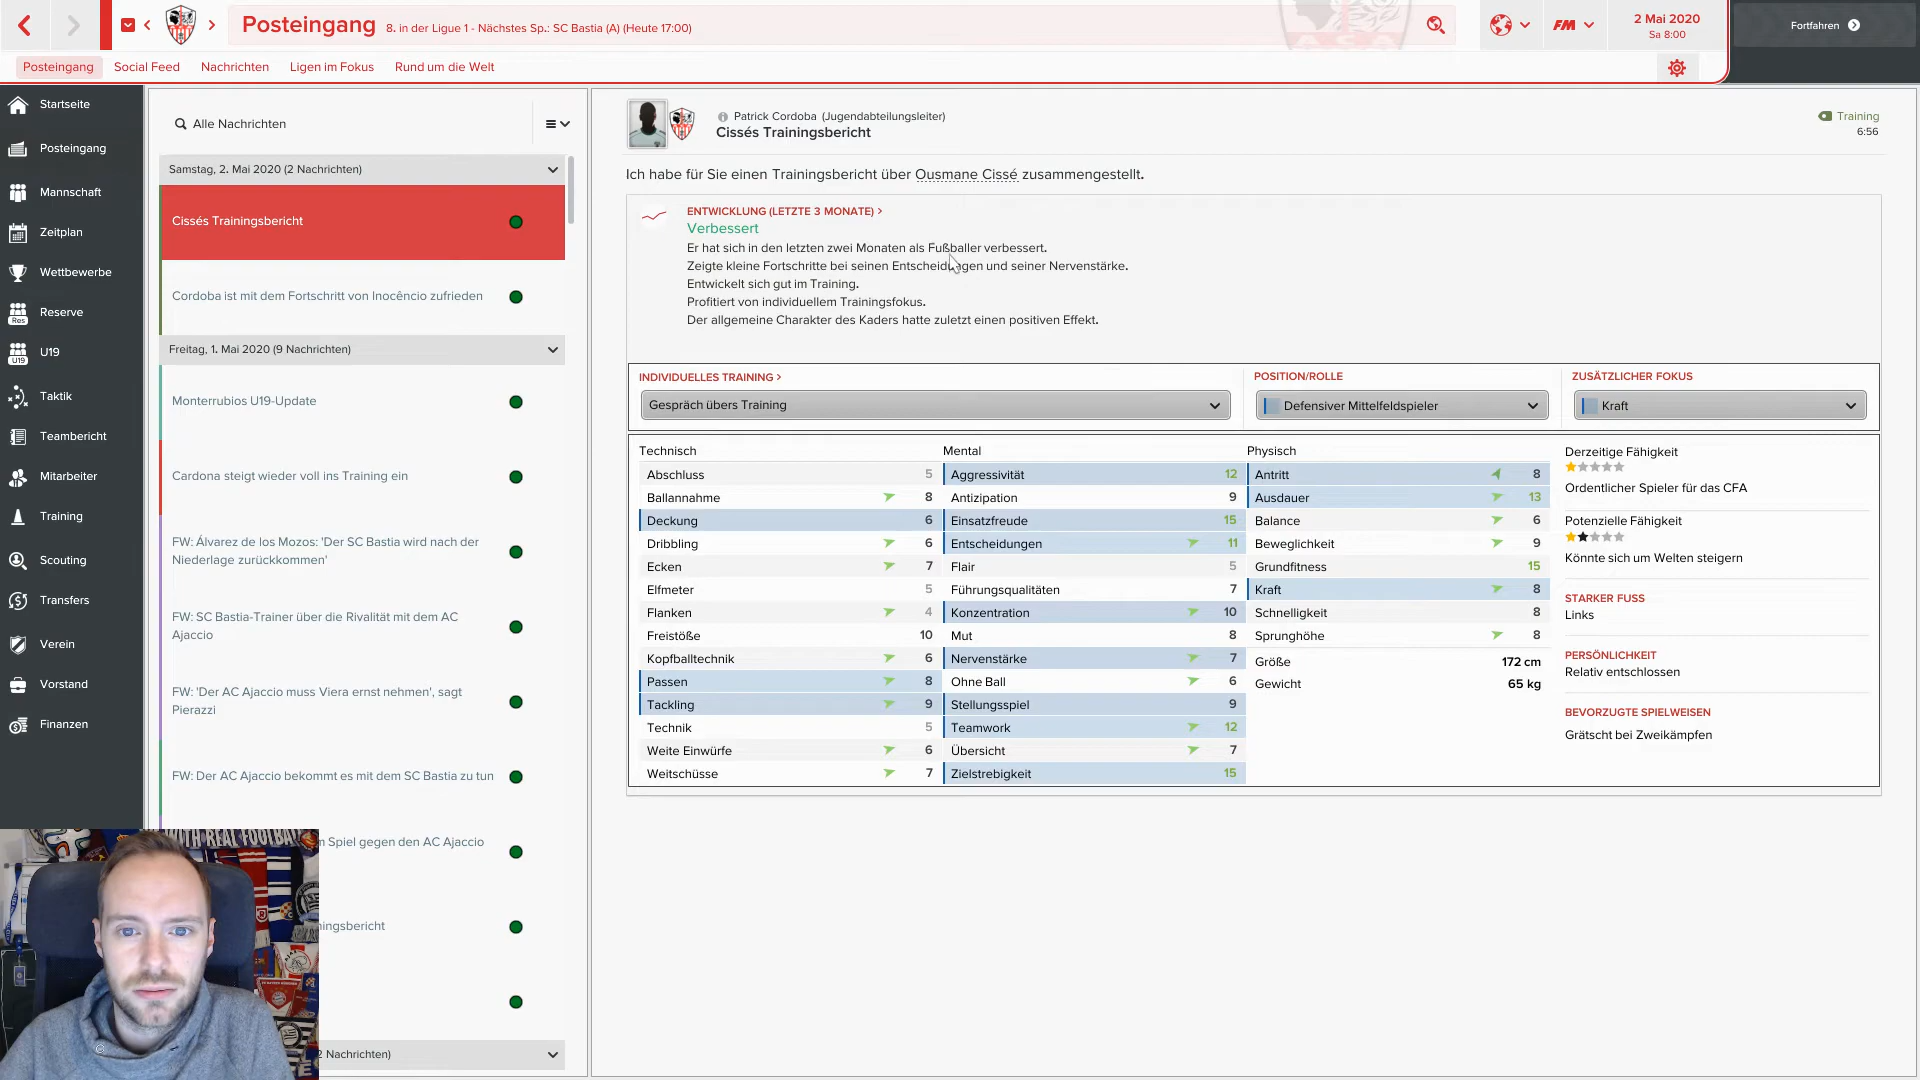 Posteingang
8. in der Ligue 1 - Nächstes Sp.: SC Bastia (A) (Heute 17:00)
FM
2 Mai 2020
Sa 8:00
Fortfahren
Posteingang
Social Feed
Nachrichten
Ligen im Fokus
Rund um die Welt
Startseite
Posteingang
Mannschaft
Zeitplan
Wettbewerbe
Res
Reserve
U19
U19
Taktik
Teambericht
Mitarbeiter
Training
Scouting
Transfers
Verein
Vorstand
Finanzen
Alle Nachrichten
Samstag, 2. Mai 2020 (2 Nachrichten)
Cissés Trainingsbericht
Cordoba ist mit dem Fortschritt von Inocêncio zufrieden
Freitag, 1. Mai 2020 (9 Nachrichten)
Monterrubios U19-Update
Cardona steigt wieder voll ins Training ein
FW: Álvarez de los Mozos: 'Der SC Bastia wird nach der
Niederlage zurückkommen'
FW: SC Bastia-Trainer über die Rivalität mit dem AC
Ajaccio
FW: 'Der AC Ajaccio muss Viera ernst nehmen', sagt
Pierazzi
FW: Der AC Ajaccio bekommt es mit dem SC Bastia zu tun
Spiel gegen den AC Ajaccio
ningsbericht
2 Nachrichten)
Patrick Cordoba (Jugendabteilungsleiter)
Cissés Trainingsbericht
Training
6:56
Ich habe für Sie einen Trainingsbericht über Ousmane Cissé zusammengestellt.
ENTWICKLUNG (LETZTE 3 MONATE) >
Verbessert
Er hat sich in den letzten zwei Monaten als Fußballer verbessert.
Zeigte kleine Fortschritte bei seinen Entscheidungen und seiner Nervenstärke.
Entwickelt sich gut im Training.
Profitiert von individuellem Trainingsfokus.
Der allgemeine Charakter des Kaders hatte zuletzt einen positiven Effekt.
INDIVIDUELLES TRAINING >
Gespräch übers Training
POSITION/ROLLE
Defensiver Mittelfeldspieler
ZUSÄTZLICHER FOKUS
Kraft
Technisch
Abschluss 5
Ballannahme 8
Deckung 6
Dribbling 6
Ecken 7
Elfmeter 5
Flanken 4
Freistöße 10
Kopfballtechnik 6
Passen 8
Tackling 9
Technik 5
Weite Einwürfe 6
Weitschüsse 7
Mental
Aggressivität 12
Antizipation 9
Einsatzfreude 15
Entscheidungen 11
Flair 5
Führungsqualitäten 7
Konzentration 10
Mut 8
Nervenstärke 7
Ohne Ball 6
Stellungsspiel 9
Teamwork 12
Übersicht 7
Zielstrebigkeit 15
Physisch
Antritt 8
Ausdauer 13
Balance 6
Beweglichkeit 9
Grundfitness 15
Kraft 8
Schnelligkeit 8
Sprunghöhe 8
Größe 172 cm
Gewicht 65 kg
Derzeitige Fähigkeit
Ordentlicher Spieler für das CFA
Potenzielle Fähigkeit
Könnte sich um Welten steigern
STARKER FUSS
Links
PERSÖNLICHKEIT
Relativ entschlossen
BEVORZUGTE SPIELWEISEN
Grätscht bei Zweikämpfen